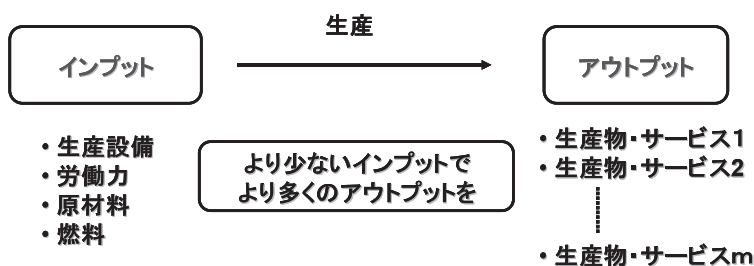 生産
インプット
アウトプット
・生産設備
・労働力
・原材料
・燃料
より少ないインプットで
より多くのアウトプットを
・生産物・サービス1
・生産物・サービス2
・生産物・サービスm